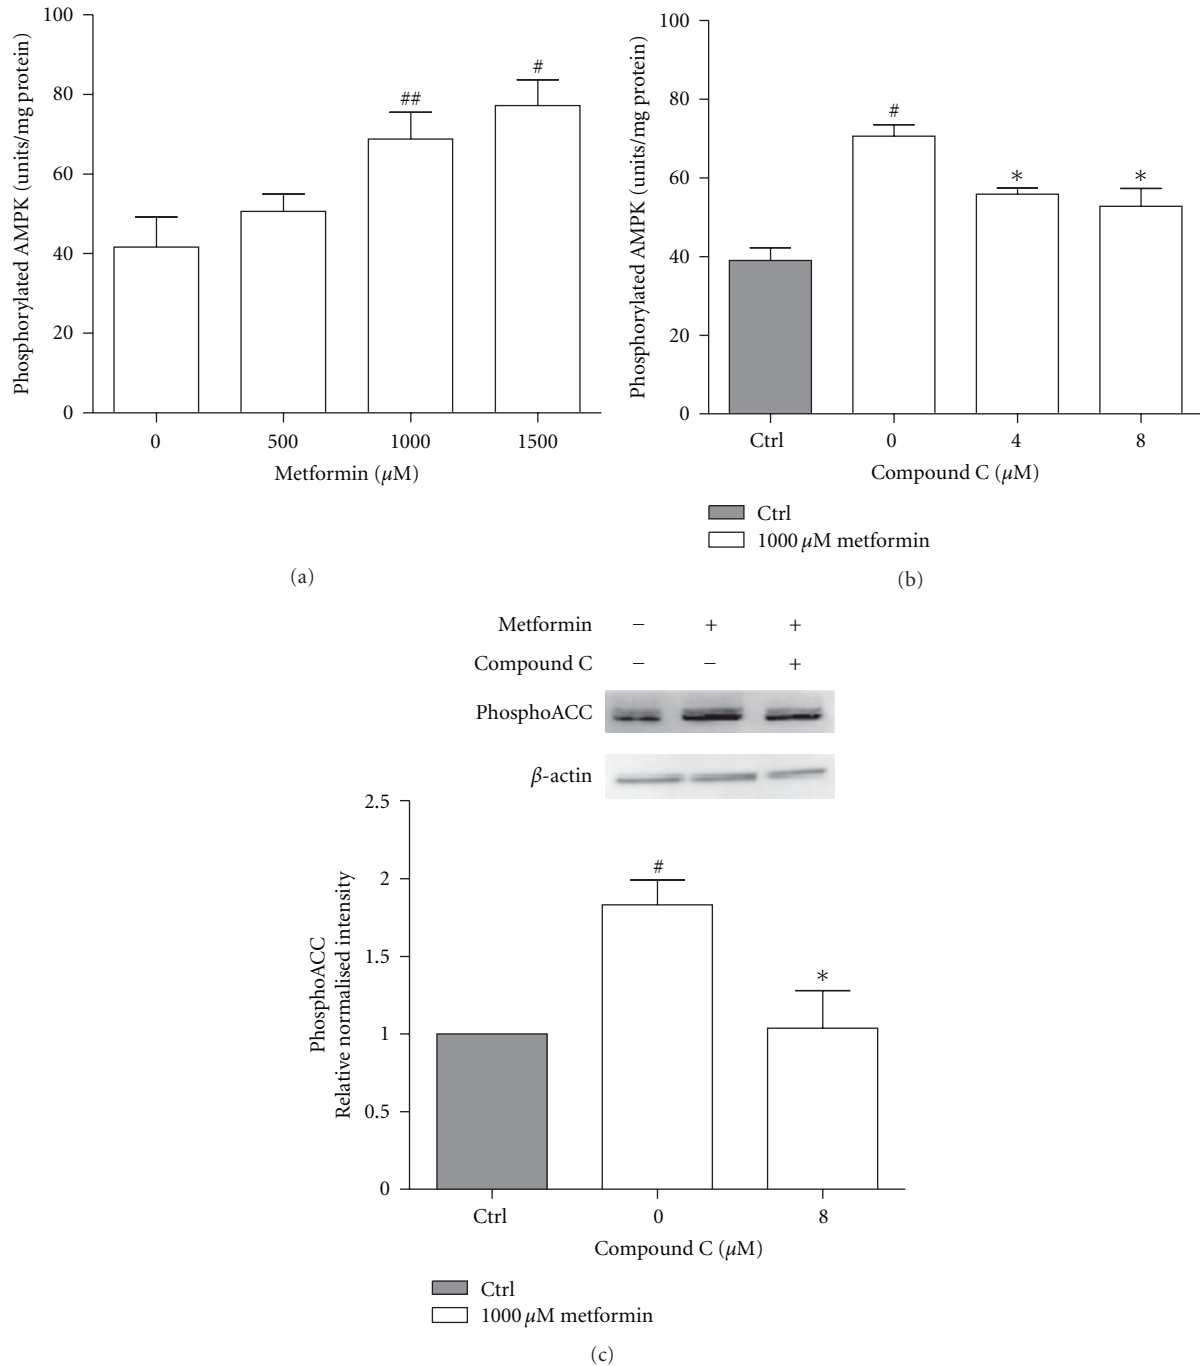 100
80
60
40
20
0
Phosphorylated AMPK (units/mg protein)
##
#
0 500 1000 1500
Metformin (μM)
(a)
100
80
60
40
20
0
Phosphorylated AMPK (units/mg protein)
#
*
*
Ctrl 0 4 8
Compound C (μM)
Ctrl
1000 μM metformin
(b)
Metformin − + +
Compound C − − +
PhosphoACC
β-actin
2.5
2
1.5
1
0.5
0
PhosphoACC
Relative normalised intensity
#
*
Ctrl 0 8
Compound C (μM)
Ctrl
1000 μM metformin
(c)